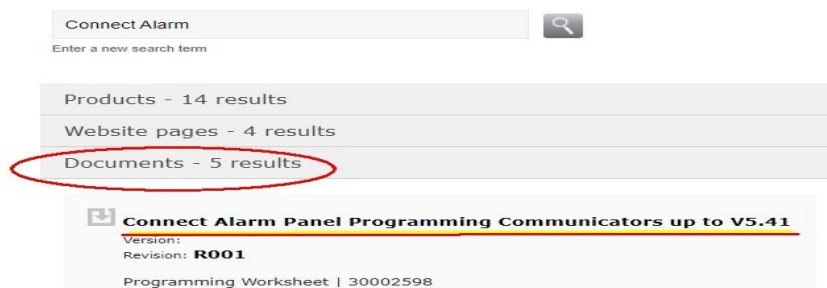 Connect Alarm
Enter a new search term
Products - 14 results
Website pages - 4 results
Documents - 5 results
Connect Alarm Panel Programming Communicators up to V5.41
Version:
Revision: R001
Programming Worksheet | 30002598